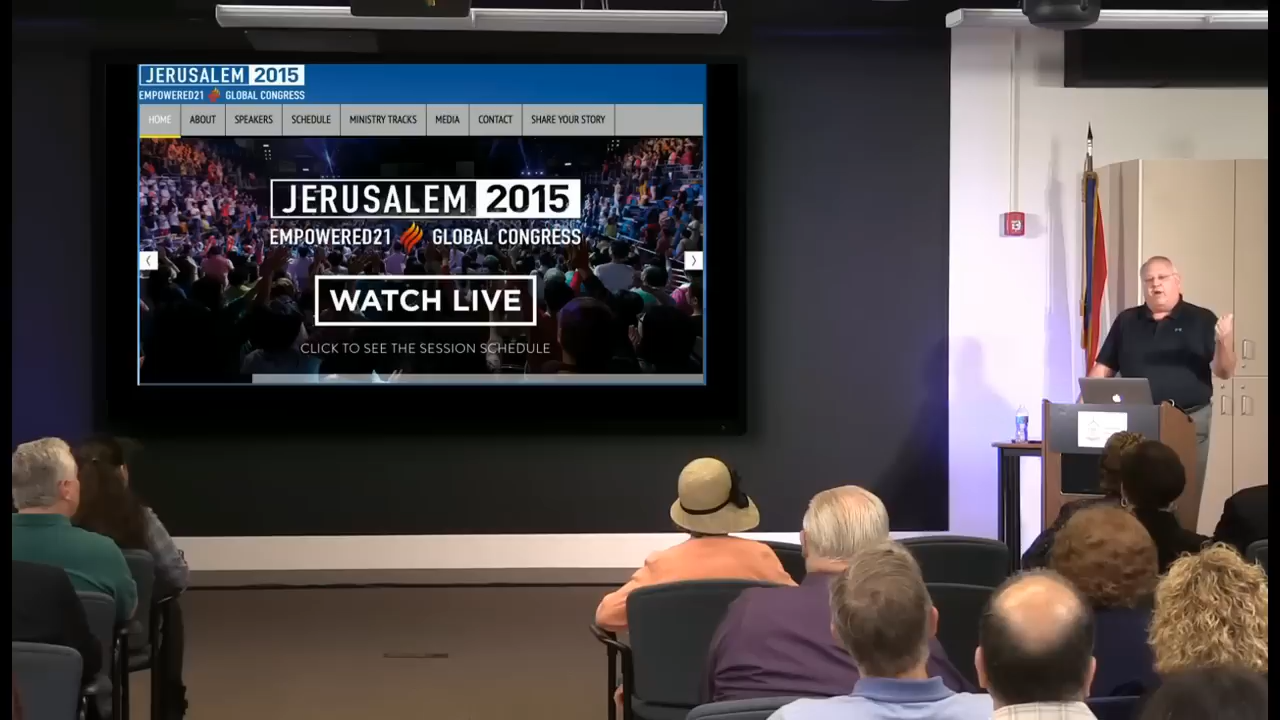 JERUSALEM 2015
EMPOWERED21 GLOBAL CONGRESS
HOME ABOUT SPEAKERS SCHEDULE MINISTRY TRACKS MEDIA CONTACT SHARE YOUR STORY
JERUSALEM 2015
EMPOWERED21 GLOBAL CONGRESS
WATCH LIVE
CLICK TO SEE THE SESSION SCHEDULE